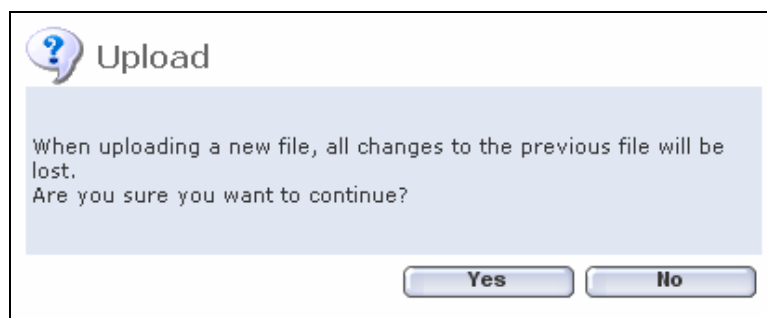 Upload
When uploading a new file, all changes to the previous file will be
lost.
Are you sure you want to continue?
Yes No